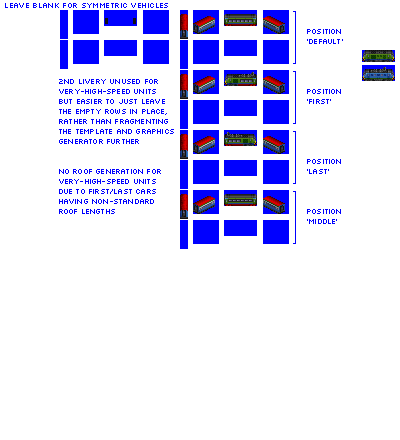 LEAVE BLANK FOR SYMMETRIC VEHICLES
POSITION
'DEFAULT'
2ND LIVERY UNUSED FOR
VERY-HIGH-SPEED UNITS
BUT EASIER TO JUST LEAVE
THE EMPTY ROWS IN PLACE,
RATHER THAN FRAGMENTING
THE TEMPLATE AND GRAPHICS
GENERATOR FURTHER
POSITION
'FIRST'
NO ROOF GENERATION FOR
VERY-HIGH-SPEED UNITS
DUE TO FIRST/LAST CARS
HAVING NON-STANDARD
ROOF LENGTHS
POSITION
'LAST'
POSITION
'MIDDLE'